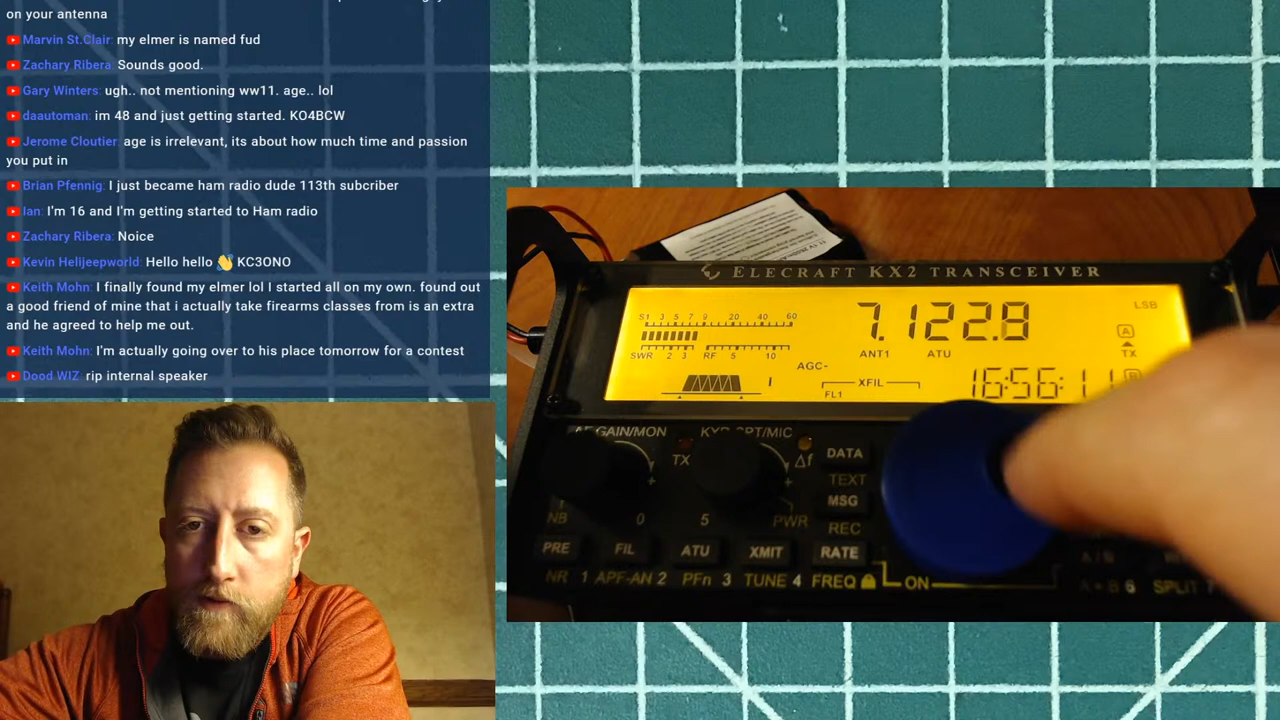 on your antenna
Marvin St.Clair: my elmer is named fud
Zachary Ribera: Sounds good.
Gary Winters: ugh.. not mentioning ww11. age.. lol
daautoman: im 48 and just getting started. KO4BCW
Jerome Cloutier: age is irrelevant, its about how much time and passion
you put in
Brian Pfennig: I just became ham radio dude 113th subcriber
Ian: I'm 16 and I'm getting started to Ham radio
Zachary Ribera: Noice
Kevin Helijeepworld: Hello hello 👋 KC3ONO
Keith Mohn: I finally found my elmer lol I started all on my own. found out
a good friend of mine that i actually take firearms classes from is an extra
and he agreed to help me out.
Keith Mohn: I'm actually going over to his place tomorrow for a contest
Dood WIZ: rip internal speaker
ELECRAFT KX2 TRANSCEIVER
S1 3 5 7 9 20 40 60
7.122.8
LSB
SWR 2 3 RF 5 10
ANT1 ATU
A
TX
AGC-
I
XFIL
FL1
16:56:11
B
AF GAIN/MON
TX
Δf
DATA
TEXT
MSG
REC
NB 0 5 PWR
PRE FIL ATU XMIT RATE
NR 1 APF-AN 2 PFn 3 TUNE 4 FREQ
ON
6 SPLIT